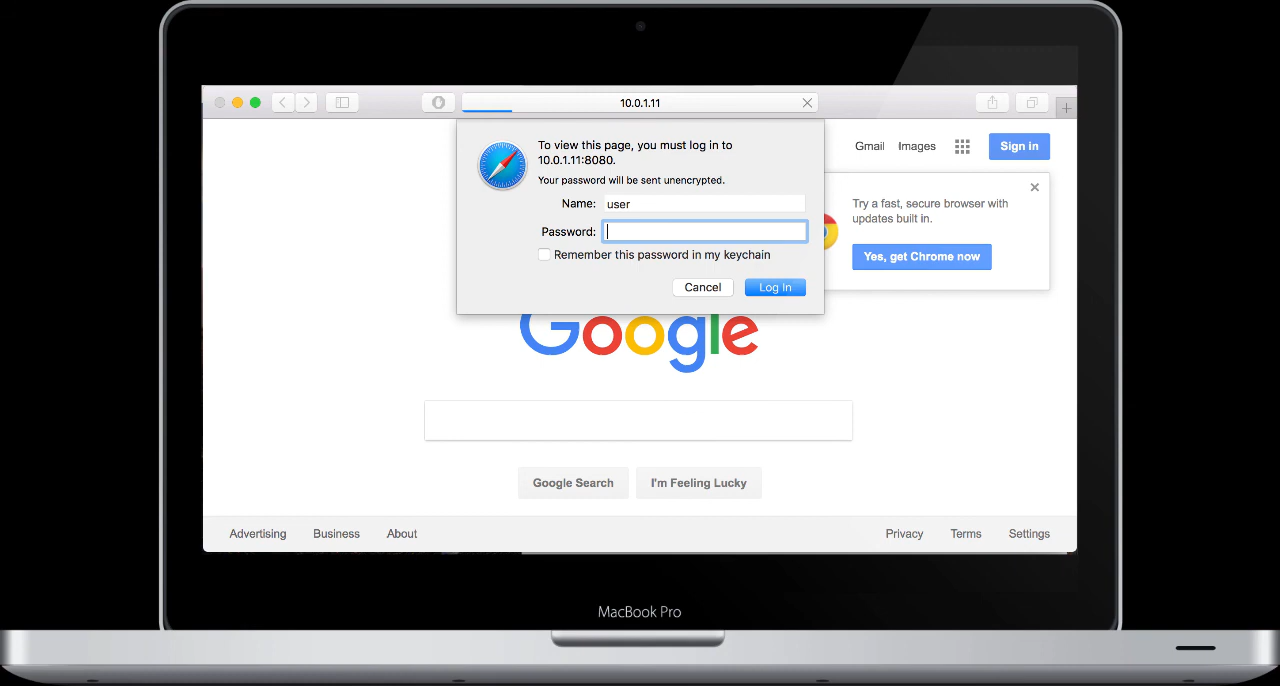 10.0.1.11
To view this page, you must log in to
10.0.1.11:8080.
Your password will be sent unencrypted.
Name: user
Password:
Remember this password in my keychain
Cancel
Log In
Gmail
Images
Sign in
Try a fast, secure browser with
updates built in.
Yes, get Chrome now
Google
Google Search
I'm Feeling Lucky
Advertising
Business
About
Privacy
Terms
Settings
MacBook Pro